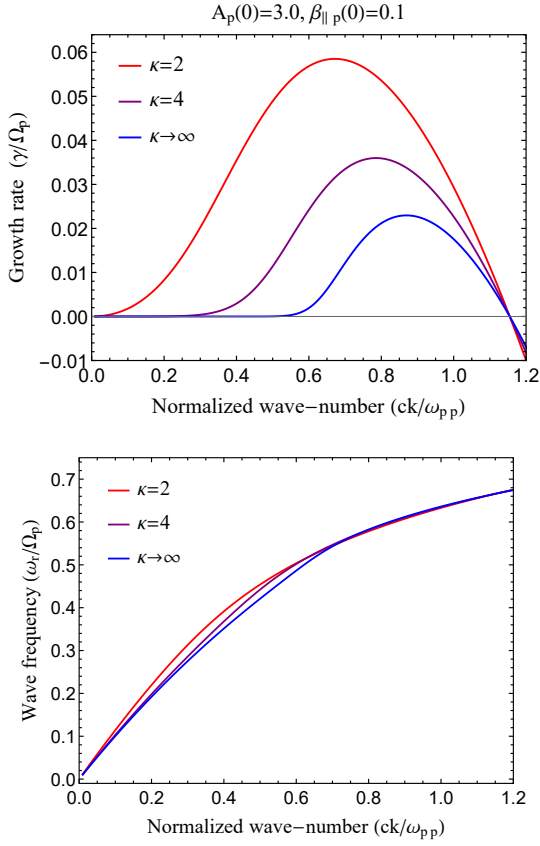 A_p(0)=3.0, β_∥ p(0)=0.1
κ=2
κ=4
κ→∞
Growth rate (γ/Ω_p)
0.06
0.05
0.04
0.03
0.02
0.01
0.00
−0.01
0.0 0.2 0.4 0.6 0.8 1.0 1.2
Normalized wave−number (ck/ω_p p)
κ=2
κ=4
κ→∞
Wave frequency (ω_r/Ω_p)
0.7
0.6
0.5
0.4
0.3
0.2
0.1
0.0
0.0 0.2 0.4 0.6 0.8 1.0 1.2
Normalized wave−number (ck/ω_p p)